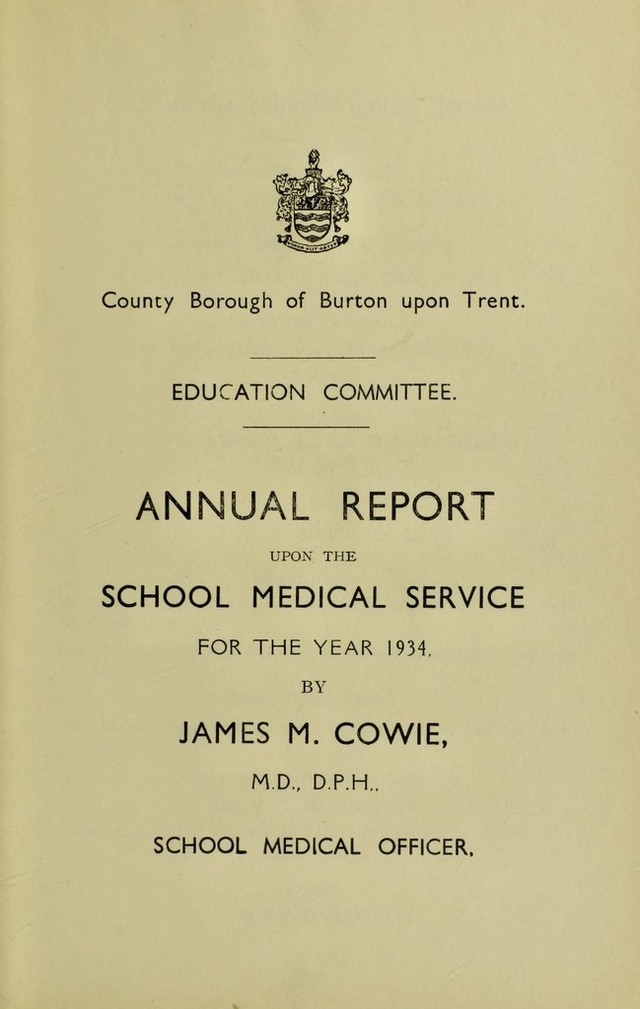 County Borough of Burton upon Trent.
EDUCATION COMMITTEE.
ANNUAL REPORT
UPON THE
SCHOOL MEDICAL SERVICE
FOR THE YEAR 1934.
BY
JAMES M. COWIE,
M.D., D.P.H.,
SCHOOL MEDICAL OFFICER,